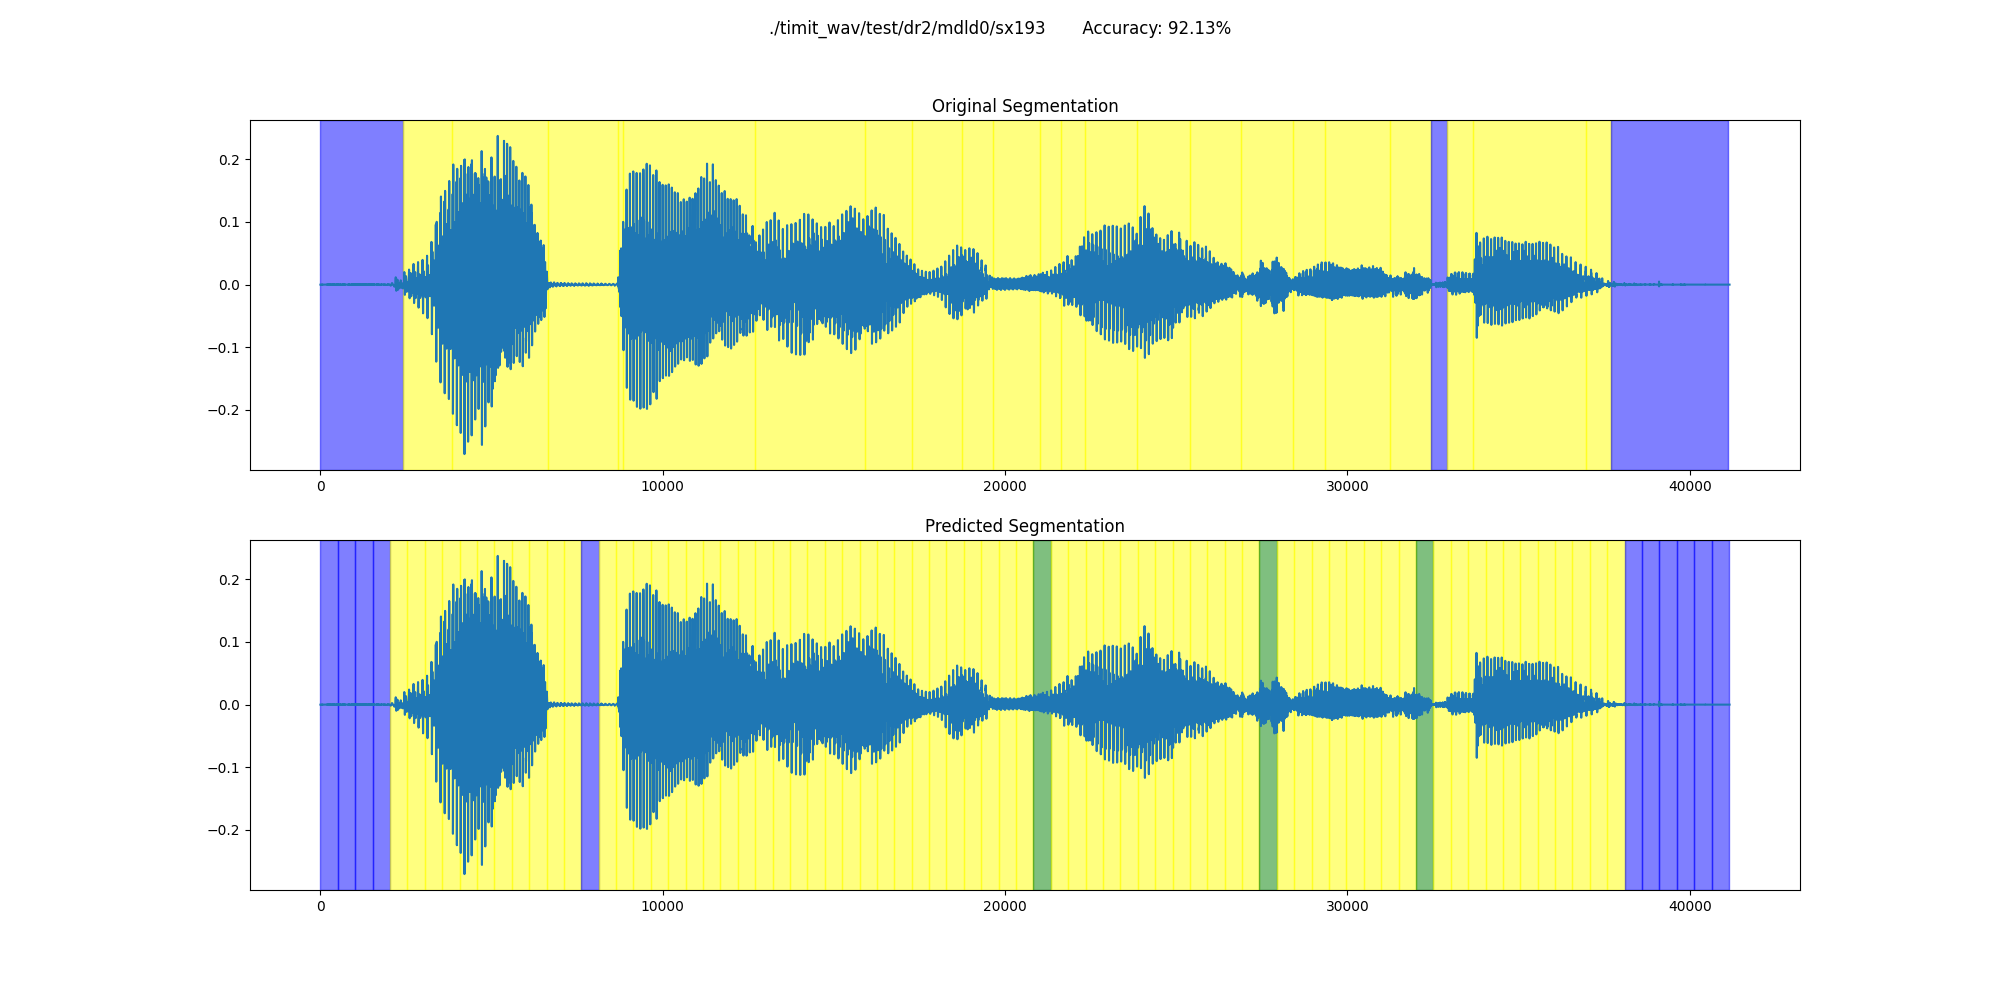 ./timit_wav/test/dr2/mdld0/sx193 Accuracy: 92.13%
Original Segmentation
0.2
0.1
0.0
−0.1
−0.2
0 10000 20000 30000 40000
Predicted Segmentation
0.2
0.1
0.0
−0.1
−0.2
0 10000 20000 30000 40000